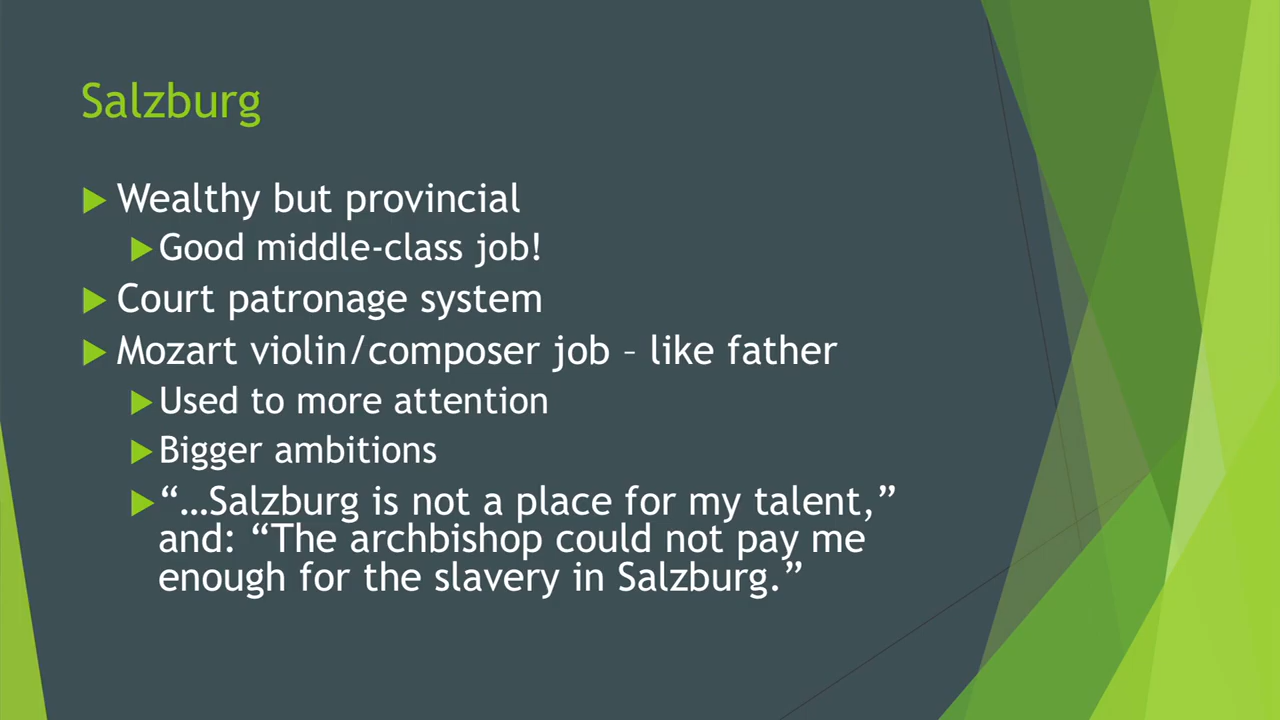 Salzburg
Wealthy but provincial
Good middle-class job!
Court patronage system
Mozart violin/composer job – like father
Used to more attention
Bigger ambitions
“…Salzburg is not a place for my talent,”
and: “The archbishop could not pay me
enough for the slavery in Salzburg.”